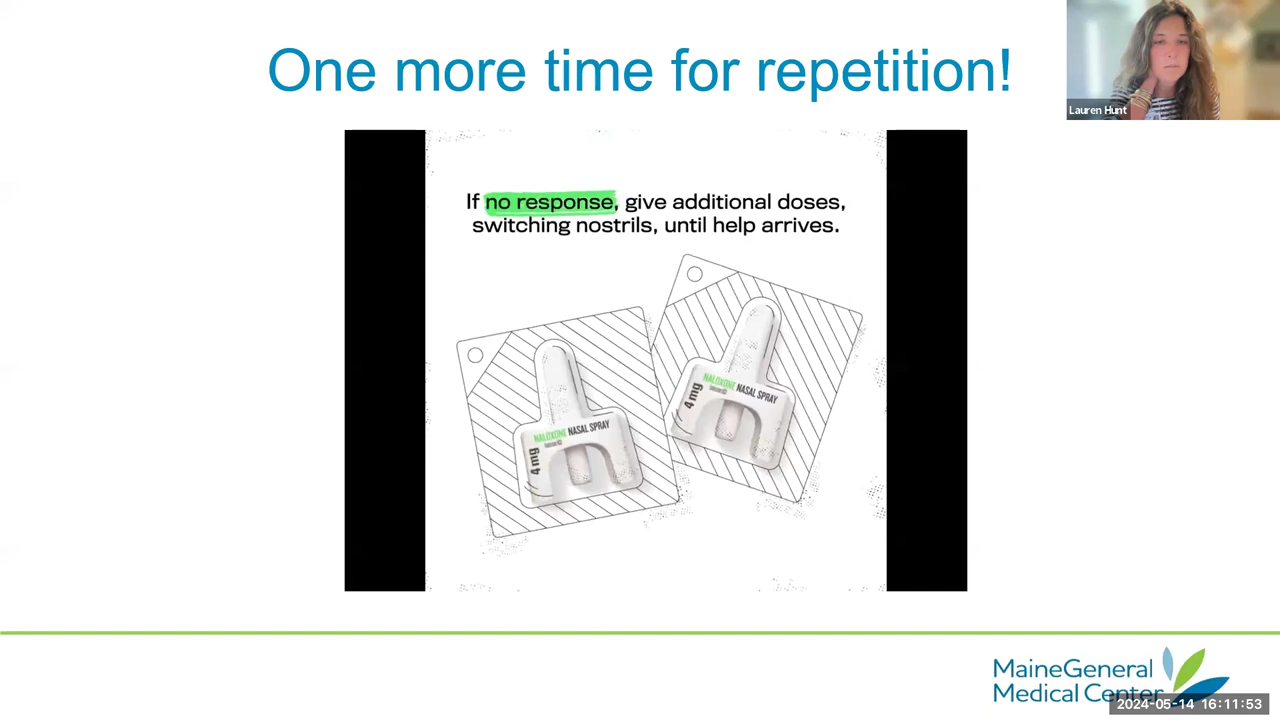 One more time for repetition!
Lauren Hunt
If no response, give additional doses,
switching nostrils, until help arrives.
NALOXONE NASAL SPRAY
4 mg
NALOXONE NASAL SPRAY
4 mg
MaineGeneral
Medical Center
2024-05-14 16:11:53